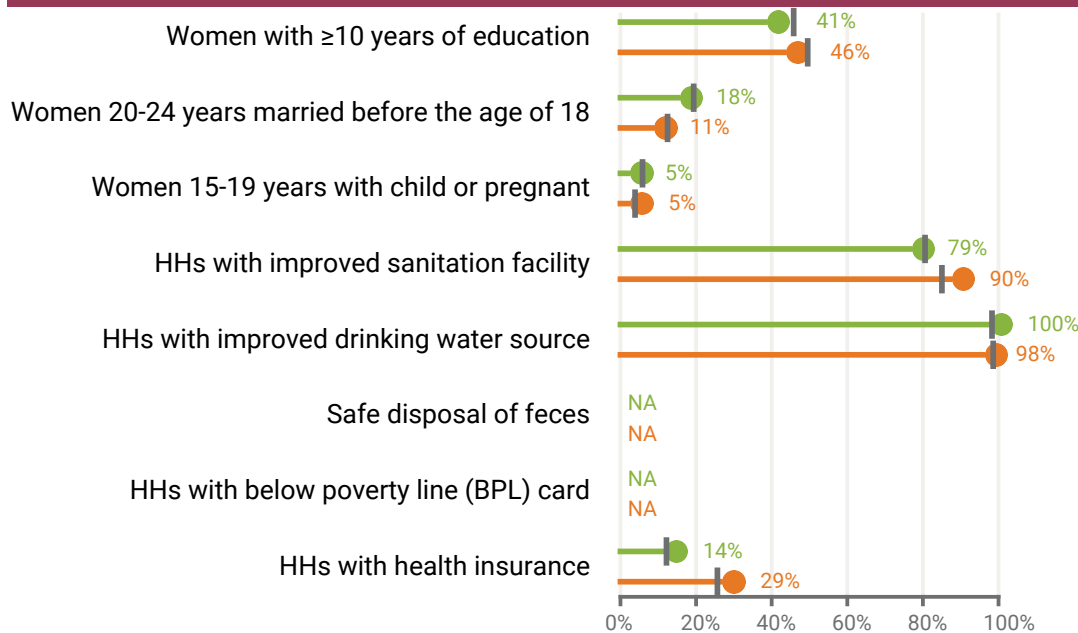 Women with ≥10 years of education
41%
46%
Women 20-24 years married before the age of 18
18%
11%
Women 15-19 years with child or pregnant
5%
5%
HHs with improved sanitation facility
79%
90%
HHs with improved drinking water source
100%
98%
Safe disposal of feces
NA
NA
HHs with below poverty line (BPL) card
NA
NA
HHs with health insurance
14%
29%
0% 20% 40% 60% 80% 100%